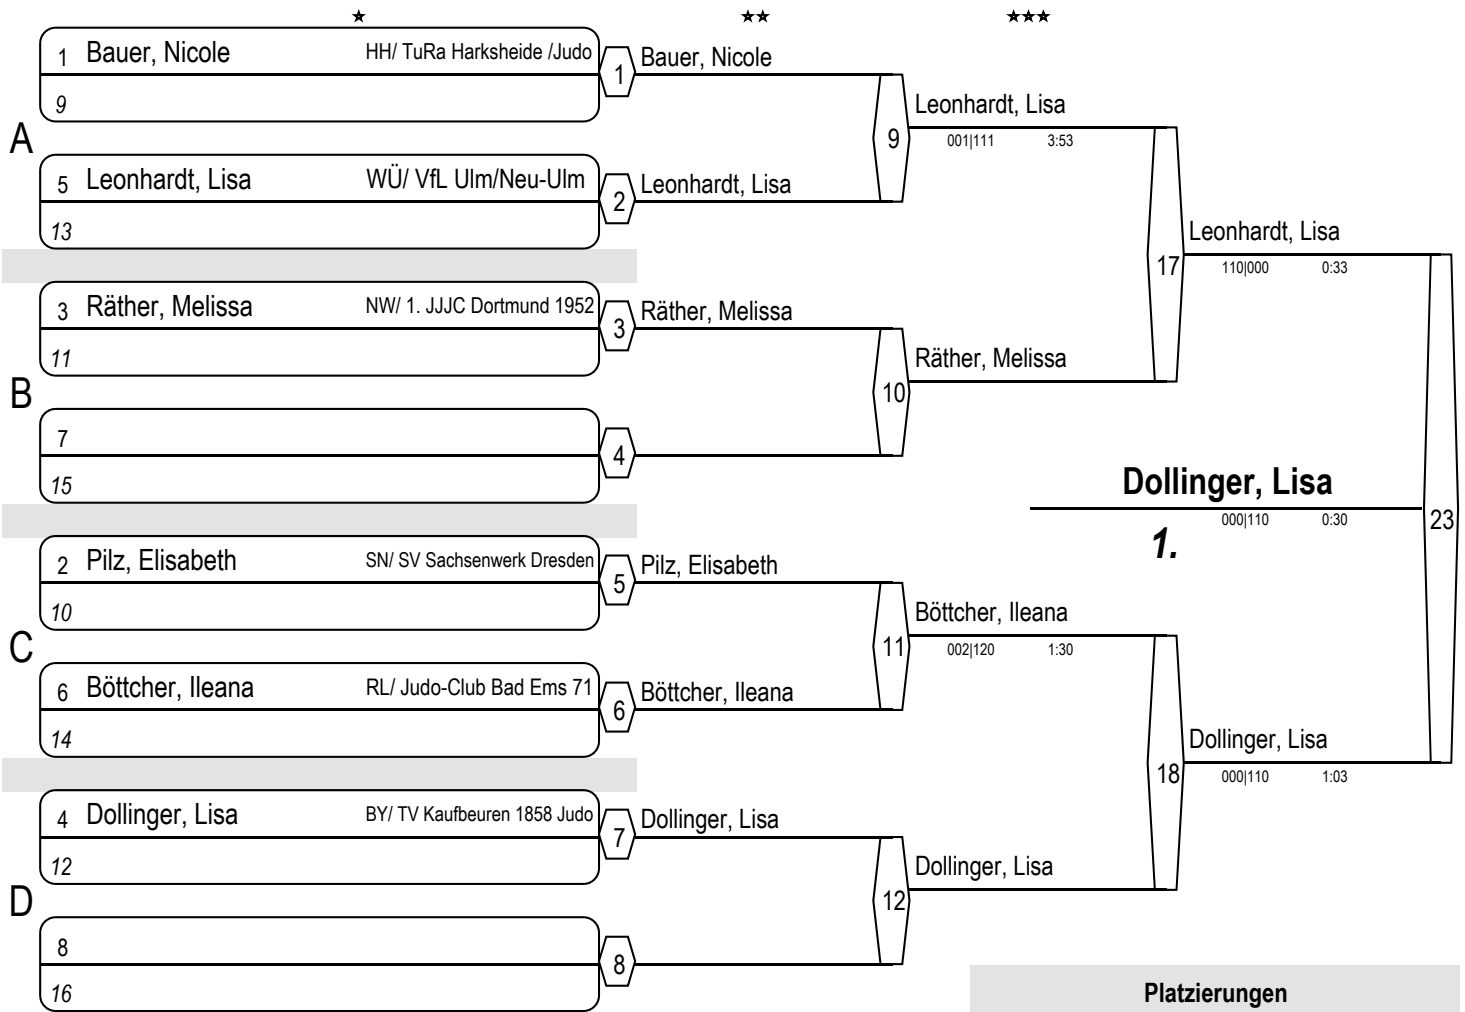 ★ ★★ ★★★
1 Bauer, Nicole HH/ TuRa Harksheide /Judo
9
1
Bauer, Nicole
A
5 Leonhardt, Lisa WÜ/ VfL Ulm/Neu-Ulm
13
2
Leonhardt, Lisa
9
Leonhardt, Lisa
001|111 3:53
3 Räther, Melissa NW/ 1. JJJC Dortmund 1952
11
3
Räther, Melissa
B
7
15
4
10
Räther, Melissa
17
Leonhardt, Lisa
110|000 0:33
2 Pilz, Elisabeth SN/ SV Sachsenwerk Dresden
10
5
Pilz, Elisabeth
C
6 Böttcher, Ileana RL/ Judo-Club Bad Ems 71
14
6
Böttcher, Ileana
11
Böttcher, Ileana
002|120 1:30
4 Dollinger, Lisa BY/ TV Kaufbeuren 1858 Judo
12
7
Dollinger, Lisa
D
8
16
8
12
Dollinger, Lisa
18
Dollinger, Lisa
000|110 1:03
23
Dollinger, Lisa
000|110 0:30
1.
Platzierungen